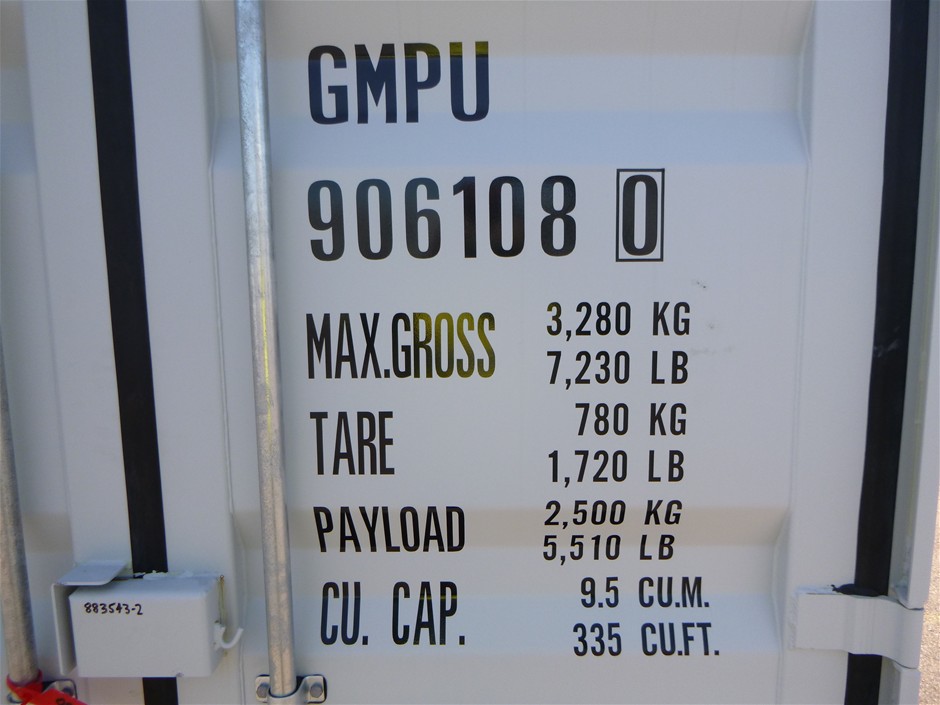 GMPU
906108 0
MAX.GROSS 3,280 KG
7,230 LB
TARE 780 KG
1,720 LB
PAYLOAD 2,500 KG
5,510 LB
CU. CAP. 9.5 CU.M.
335 CU.FT.
883543-2